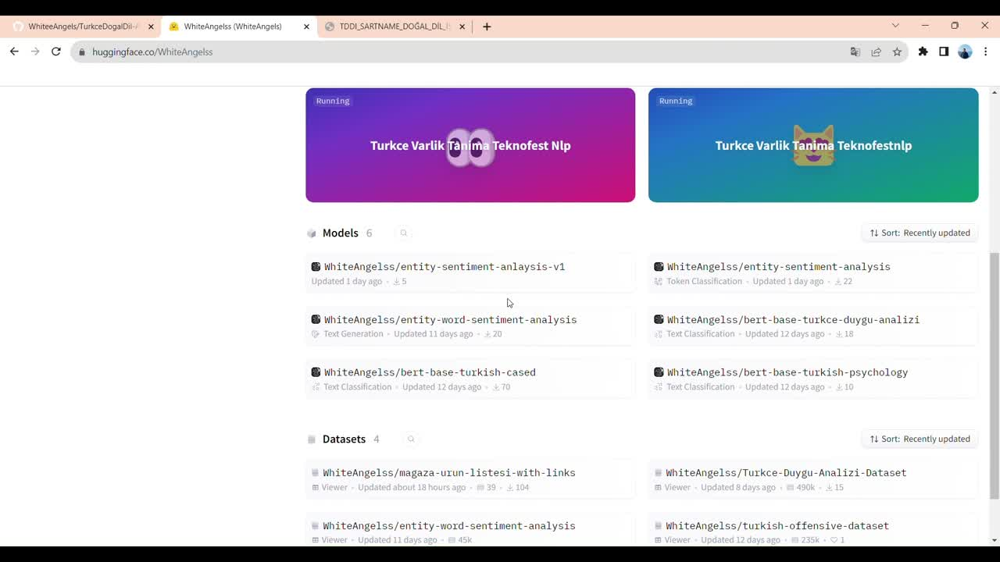 WhiteeAngels/TurkceDogalDil-A
WhiteAngelss (WhiteAngels)
TDDI_SARTNAME_DOĞAL_DİL_İŞ
huggingface.co/WhiteAngelss
Running
Turkce Varlik Tanima Teknofest Nlp
Running
Turkce Varlik Tanima Teknofestnlp
Models 6
Sort: Recently updated
WhiteAngelss/entity-sentiment-anlaysis-v1
Updated 1 day ago • 5
WhiteAngelss/entity-sentiment-analysis
Token Classification • Updated 1 day ago • 22
WhiteAngelss/entity-word-sentiment-analysis
Text Generation • Updated 11 days ago • 20
WhiteAngelss/bert-base-turkce-duygu-analizi
Text Classification • Updated 12 days ago • 18
WhiteAngelss/bert-base-turkish-cased
Text Classification • Updated 12 days ago • 70
WhiteAngelss/bert-base-turkish-psychology
Text Classification • Updated 12 days ago • 10
Datasets 4
Sort: Recently updated
WhiteAngelss/magaza-urun-listesi-with-links
Viewer • Updated about 18 hours ago • 39 • 104
WhiteAngelss/Turkce-Duygu-Analizi-Dataset
Viewer • Updated 8 days ago • 490k • 15
WhiteAngelss/entity-word-sentiment-analysis
Viewer • Updated 11 days ago • 45k
WhiteAngelss/turkish-offensive-dataset
Viewer • Updated 12 days ago • 235k • 1